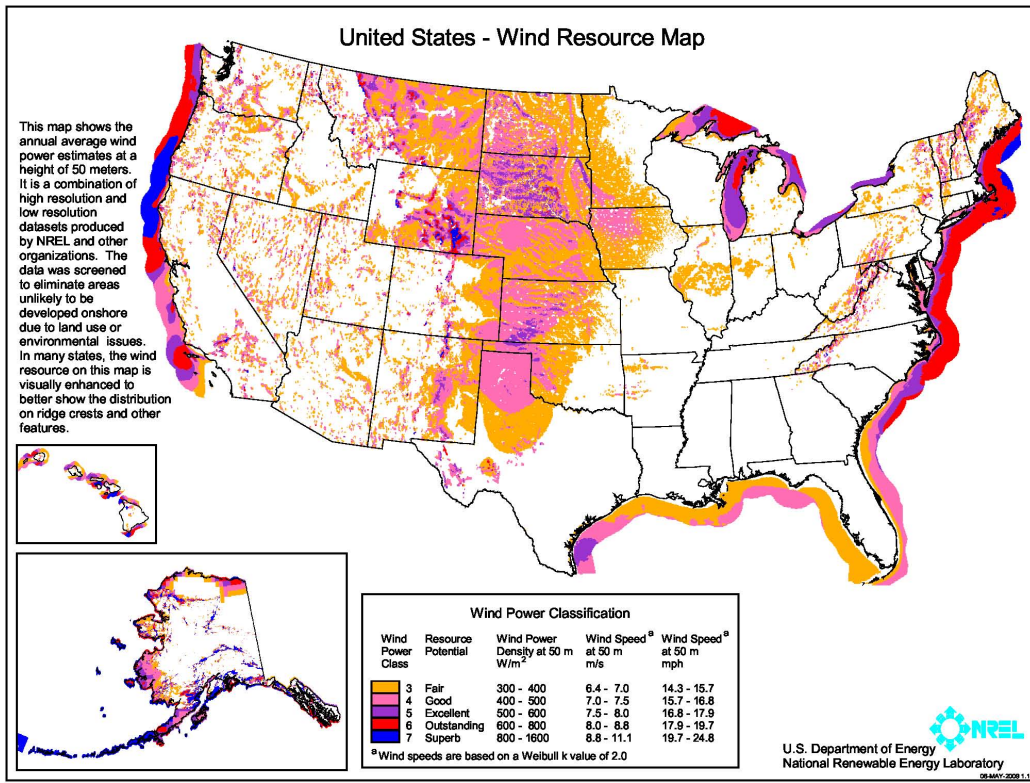 United States - Wind Resource Map
This map shows the
annual average wind
power estimates at a
height of 50 meters.
It is a combination of
high resolution and
low resolution
datasets produced
by NREL and other
organizations. The
data was screened
to eliminate areas
unlikely to be
developed onshore
due to land use or
environmental issues.
In many states, the wind
resource on this map is
visually enhanced to
better show the distribution
on ridge crests and other
features.
Wind Power Classification
Wind Power Class Resource Potential Wind Power Density at 50 m W/m² Wind Speed ᵃ at 50 m m/s Wind Speed ᵃ at 50 m mph
3 Fair 300 - 400 6.4 - 7.0 14.3 - 15.7
4 Good 400 - 500 7.0 - 7.5 15.7 - 16.8
5 Excellent 500 - 600 7.5 - 8.0 16.8 - 17.9
6 Outstanding 600 - 800 8.0 - 8.8 17.9 - 19.7
7 Superb 800 - 1600 8.8 - 11.1 19.7 - 24.8
ᵃ Wind speeds are based on a Weibull k value of 2.0
NREL
U.S. Department of Energy
National Renewable Energy Laboratory